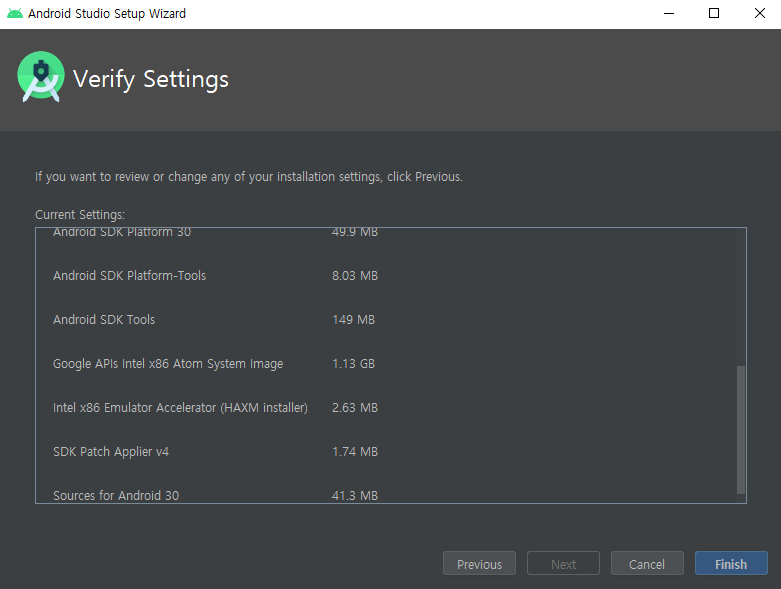 Android Studio Setup Wizard
Verify Settings
If you want to review or change any of your installation settings, click Previous.
Current Settings:
Android SDK Platform 30 49.9 MB
Android SDK Platform-Tools 8.03 MB
Android SDK Tools 149 MB
Google APIs Intel x86 Atom System Image 1.13 GB
Intel x86 Emulator Accelerator (HAXM installer) 2.63 MB
SDK Patch Applier v4 1.74 MB
Sources for Android 30 41.3 MB
Previous Next Cancel Finish